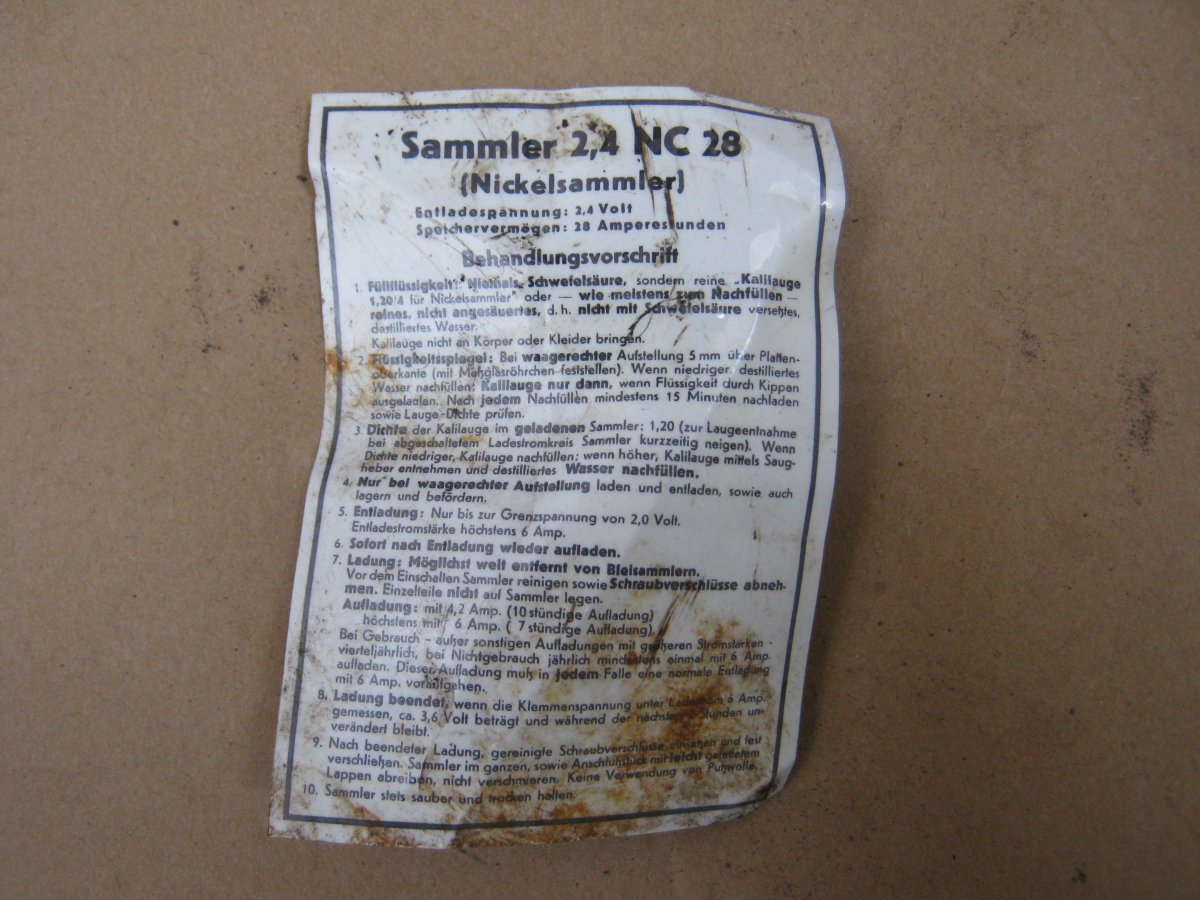 Sammler 2,4 NC 28
(Nickelsammler)
Entladespannung: 2,4 Volt
Speichervermögen: 28 Amperestunden
Behandlungsvorschrift
1. Füllflüssigkeit: Niemals Schwefelsäure, sondern reine „Kalilauge
1,20/4 für Nickelsammler" oder — wie meistens zum Nachfüllen —
reines, nicht angesäuertes, d. h. nicht mit Schwefelsäure versetztes,
destilliertes Wasser.
Kalilauge nicht an Körper oder Kleider bringen.
2. Flüssigkeitsspiegel: Bei waagerechter Aufstellung 5 mm über Platten-
oberkante (mit Meßglasröhrchen feststellen). Wenn niedriger destilliertes
Wasser nachfüllen; Kalilauge nur dann, wenn Flüssigkeit durch Kippen
ausgelaufen. Nach jedem Nachfüllen mindestens 15 Minuten nachladen
sowie Lauge-Dichte prüfen.
3. Dichte der Kalilauge im geladenen Sammler: 1,20 (zur Laugeentnahme
bei abgeschaltetem Ladestromkreis Sammler kurzzeitig neigen). Wenn
Dichte niedriger, Kalilauge nachfüllen; wenn höher, Kalilauge mittels Saug-
heber entnehmen und destilliertes Wasser nachfüllen.
4. Nur bei waagerechter Aufstellung laden und entladen, sowie auch
lagern und befördern.
5. Entladung: Nur bis zur Grenzspannung von 2,0 Volt.
Entladestromstärke höchstens 6 Amp.
6. Sofort nach Entladung wieder aufladen.
7. Ladung: Möglichst weit entfernt von Bleisammlern.
Vor dem Einschalten Sammler reinigen sowie Schraubverschlüsse abneh-
men. Einzelteile nicht auf Sammler legen.
Aufladung: mit 4,2 Amp. (10 stündige Aufladung)
höchstens mit 6 Amp. ( 7 stündige Aufladung).
Bei Gebrauch – außer sonstigen Aufladungen mit größeren Stromstärken -
vierteljährlich, bei Nichtgebrauch jährlich mindestens einmal mit 6 Amp.
aufladen. Dieser Aufladung muß in jedem Falle eine normale Entladung
mit 6 Amp. vorausgehen.
8. Ladung beendet, wenn die Klemmenspannung unter Ladestrom 6 Amp.
gemessen, ca. 3,6 Volt beträgt und während der nächsten Stunden un-
verändert bleibt.
9. Nach beendeter Ladung, gereinigte Schraubverschlüsse einsetzen und fest
verschließen. Sammler im ganzen, sowie Anschlußstück mit leicht gefettetem
Lappen abreiben, nicht verschmieren. Keine Verwendung von Putzwolle.
10. Sammler stets sauber und trocken halten.